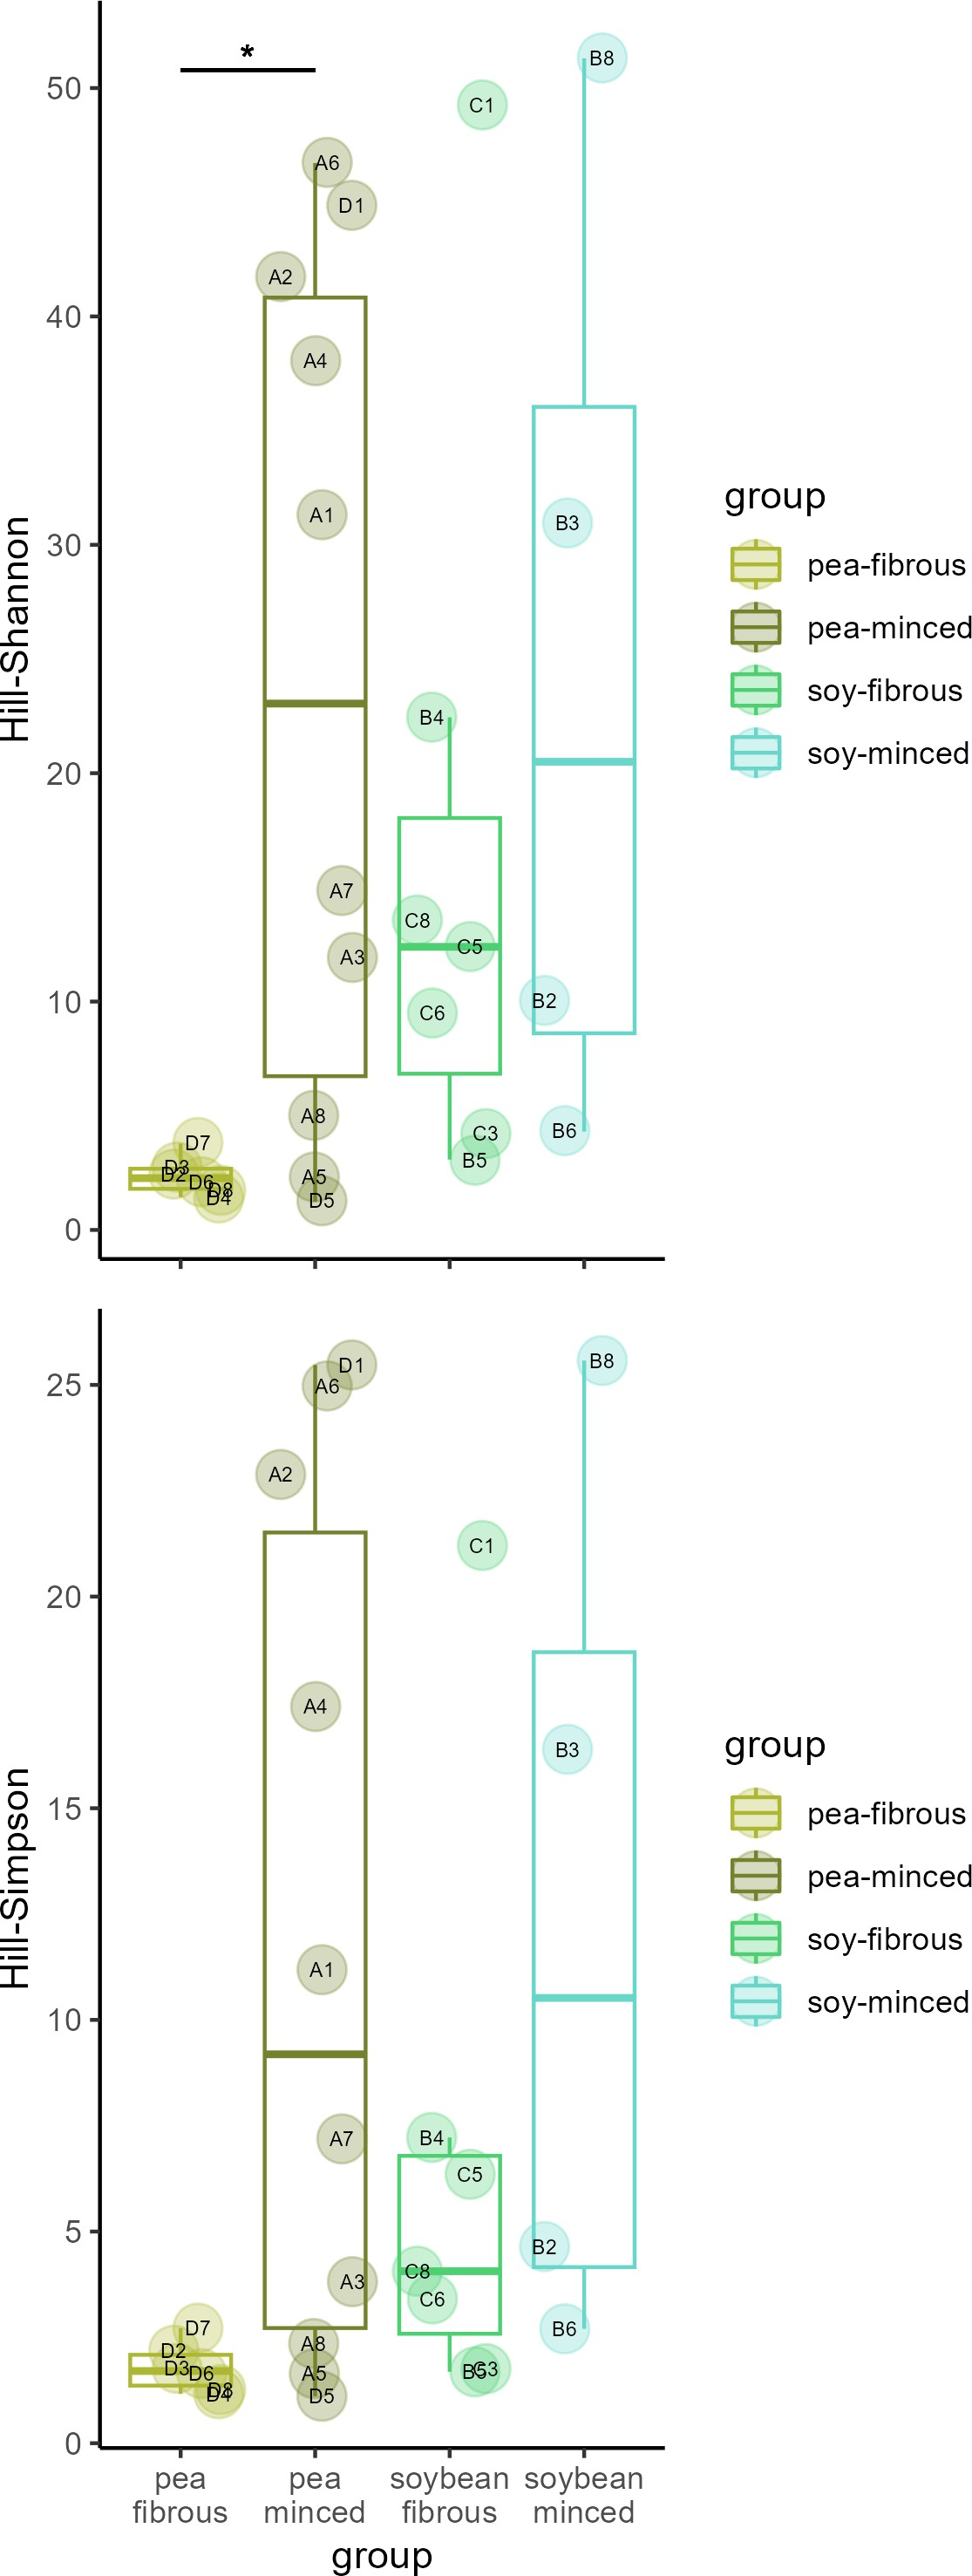 *
50
40
30
20
10
0
Hill-Shannon
B8
C1
A6
D1
A2
A4
A1
B3
B4
A7
C8
C5
A3
B2
C6
A8
D7
C3
B6
D3
B5
D2
A5
D6
D8
D4
D5
group
pea-fibrous
pea-minced
soy-fibrous
soy-minced
25
20
15
10
5
0
Hill-Simpson
D1
B8
A6
A2
C1
A4
B3
A1
B4
A7
C5
B2
C8
A3
C6
D7
B6
A8
D2
D3
C3
B5
D6
A5
D8
D4
D5
group
pea-fibrous
pea-minced
soy-fibrous
soy-minced
pea
fibrous
pea
minced
soybean
fibrous
soybean
minced
group